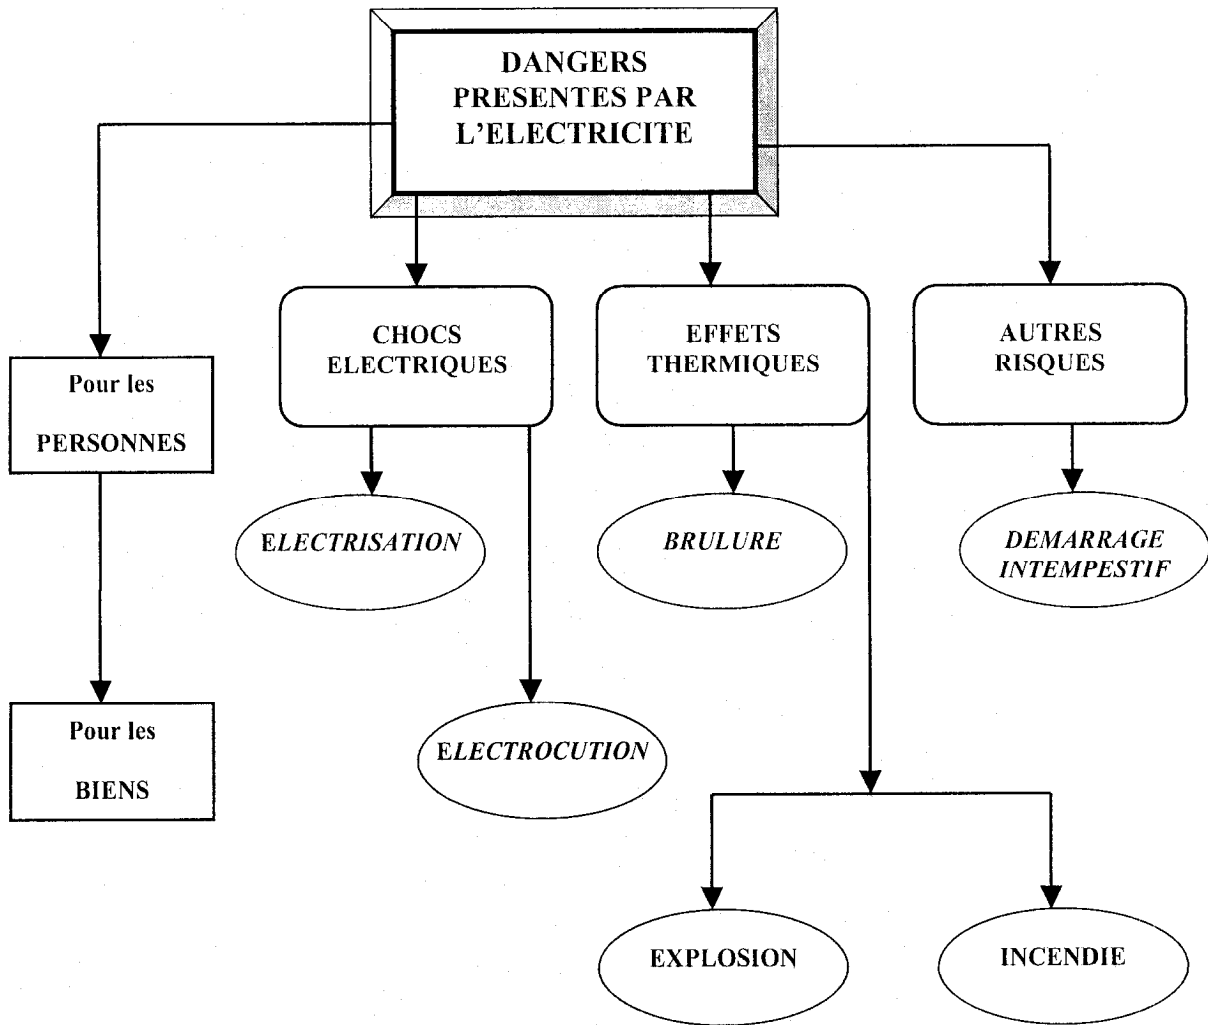 DANGERS
PRESENTES PAR
L'ELECTRICITE
CHOCS
ELECTRIQUES
EFFETS
THERMIQUES
AUTRES
RISQUES
Pour les
PERSONNES
ELECTRISATION
BRULURE
DEMARRAGE
INTEMPESTIF
Pour les
BIENS
ELECTROCUTION
EXPLOSION
INCENDIE